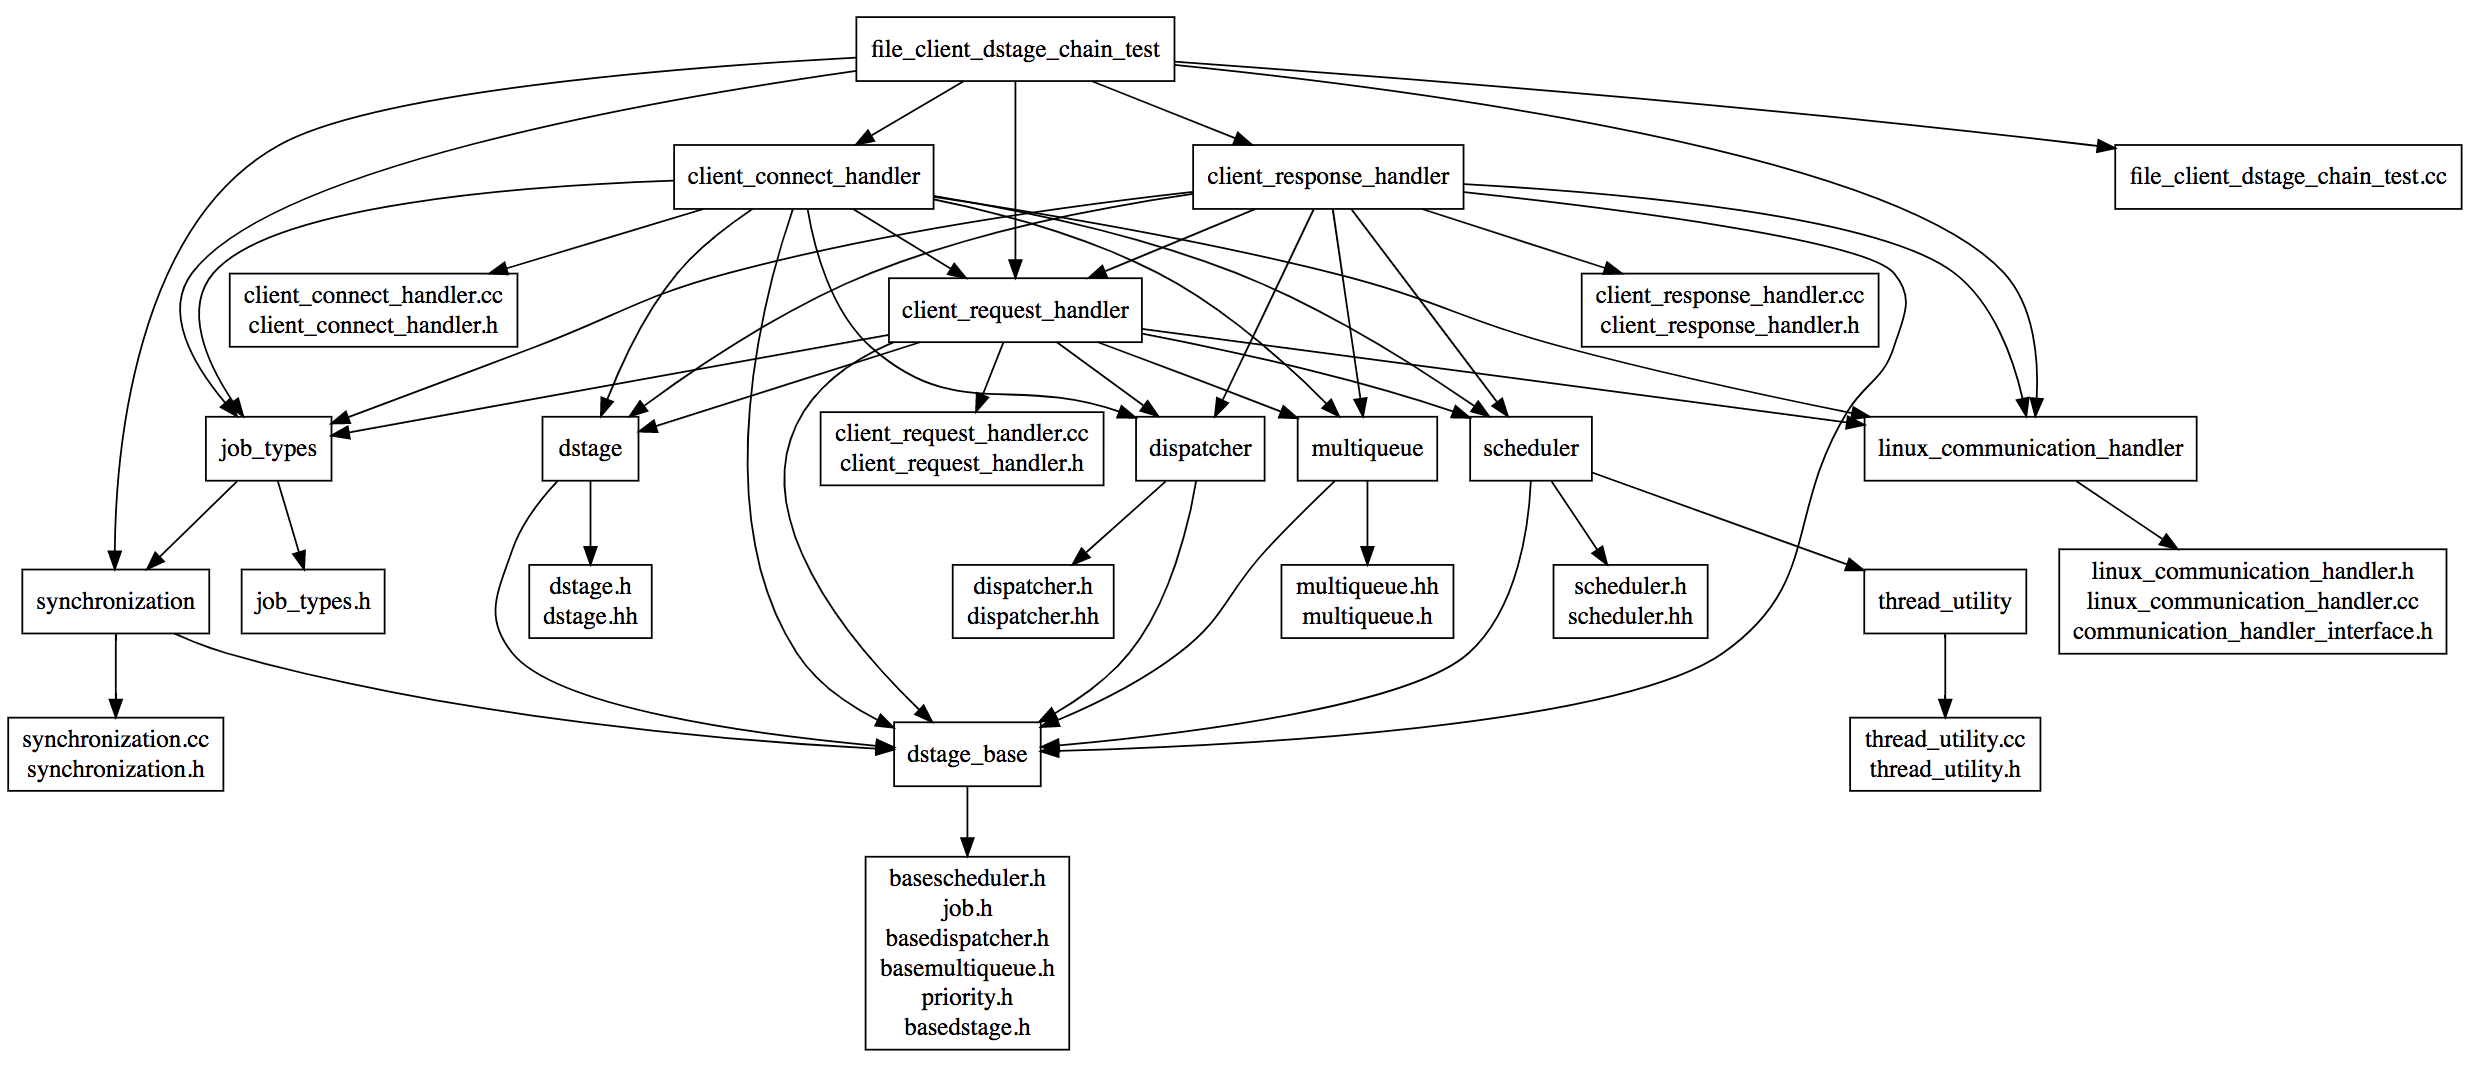 file_client_dstage_chain_test
client_connect_handler
client_response_handler
file_client_dstage_chain_test.cc
client_connect_handler.cc
client_connect_handler.h
client_request_handler
client_response_handler.cc
client_response_handler.h
job_types
dstage
client_request_handler.cc
client_request_handler.h
dispatcher
multiqueue
scheduler
linux_communication_handler
synchronization
job_types.h
dstage.h
dstage.hh
dispatcher.h
dispatcher.hh
multiqueue.hh
multiqueue.h
scheduler.h
scheduler.hh
thread_utility
linux_communication_handler.h
linux_communication_handler.cc
communication_handler_interface.h
synchronization.cc
synchronization.h
dstage_base
thread_utility.cc
thread_utility.h
basescheduler.h
job.h
basedispatcher.h
basemultiqueue.h
priority.h
basedstage.h